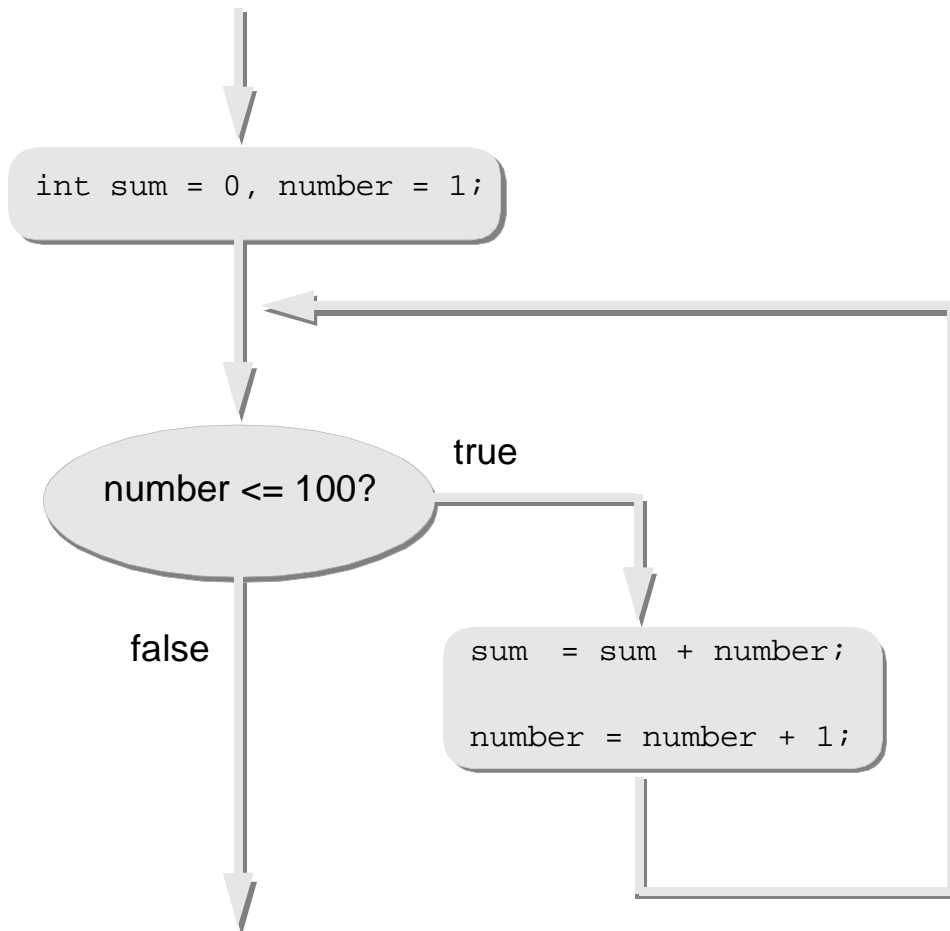 int sum = 0, number = 1;
number <= 100?
true
false
sum = sum + number;
number = number + 1;